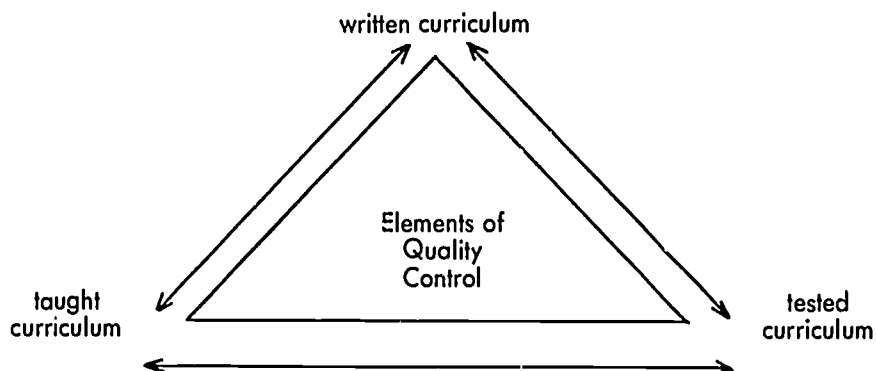 written curriculum
Elements of
Quality
Control
taught
curriculum
tested
curriculum